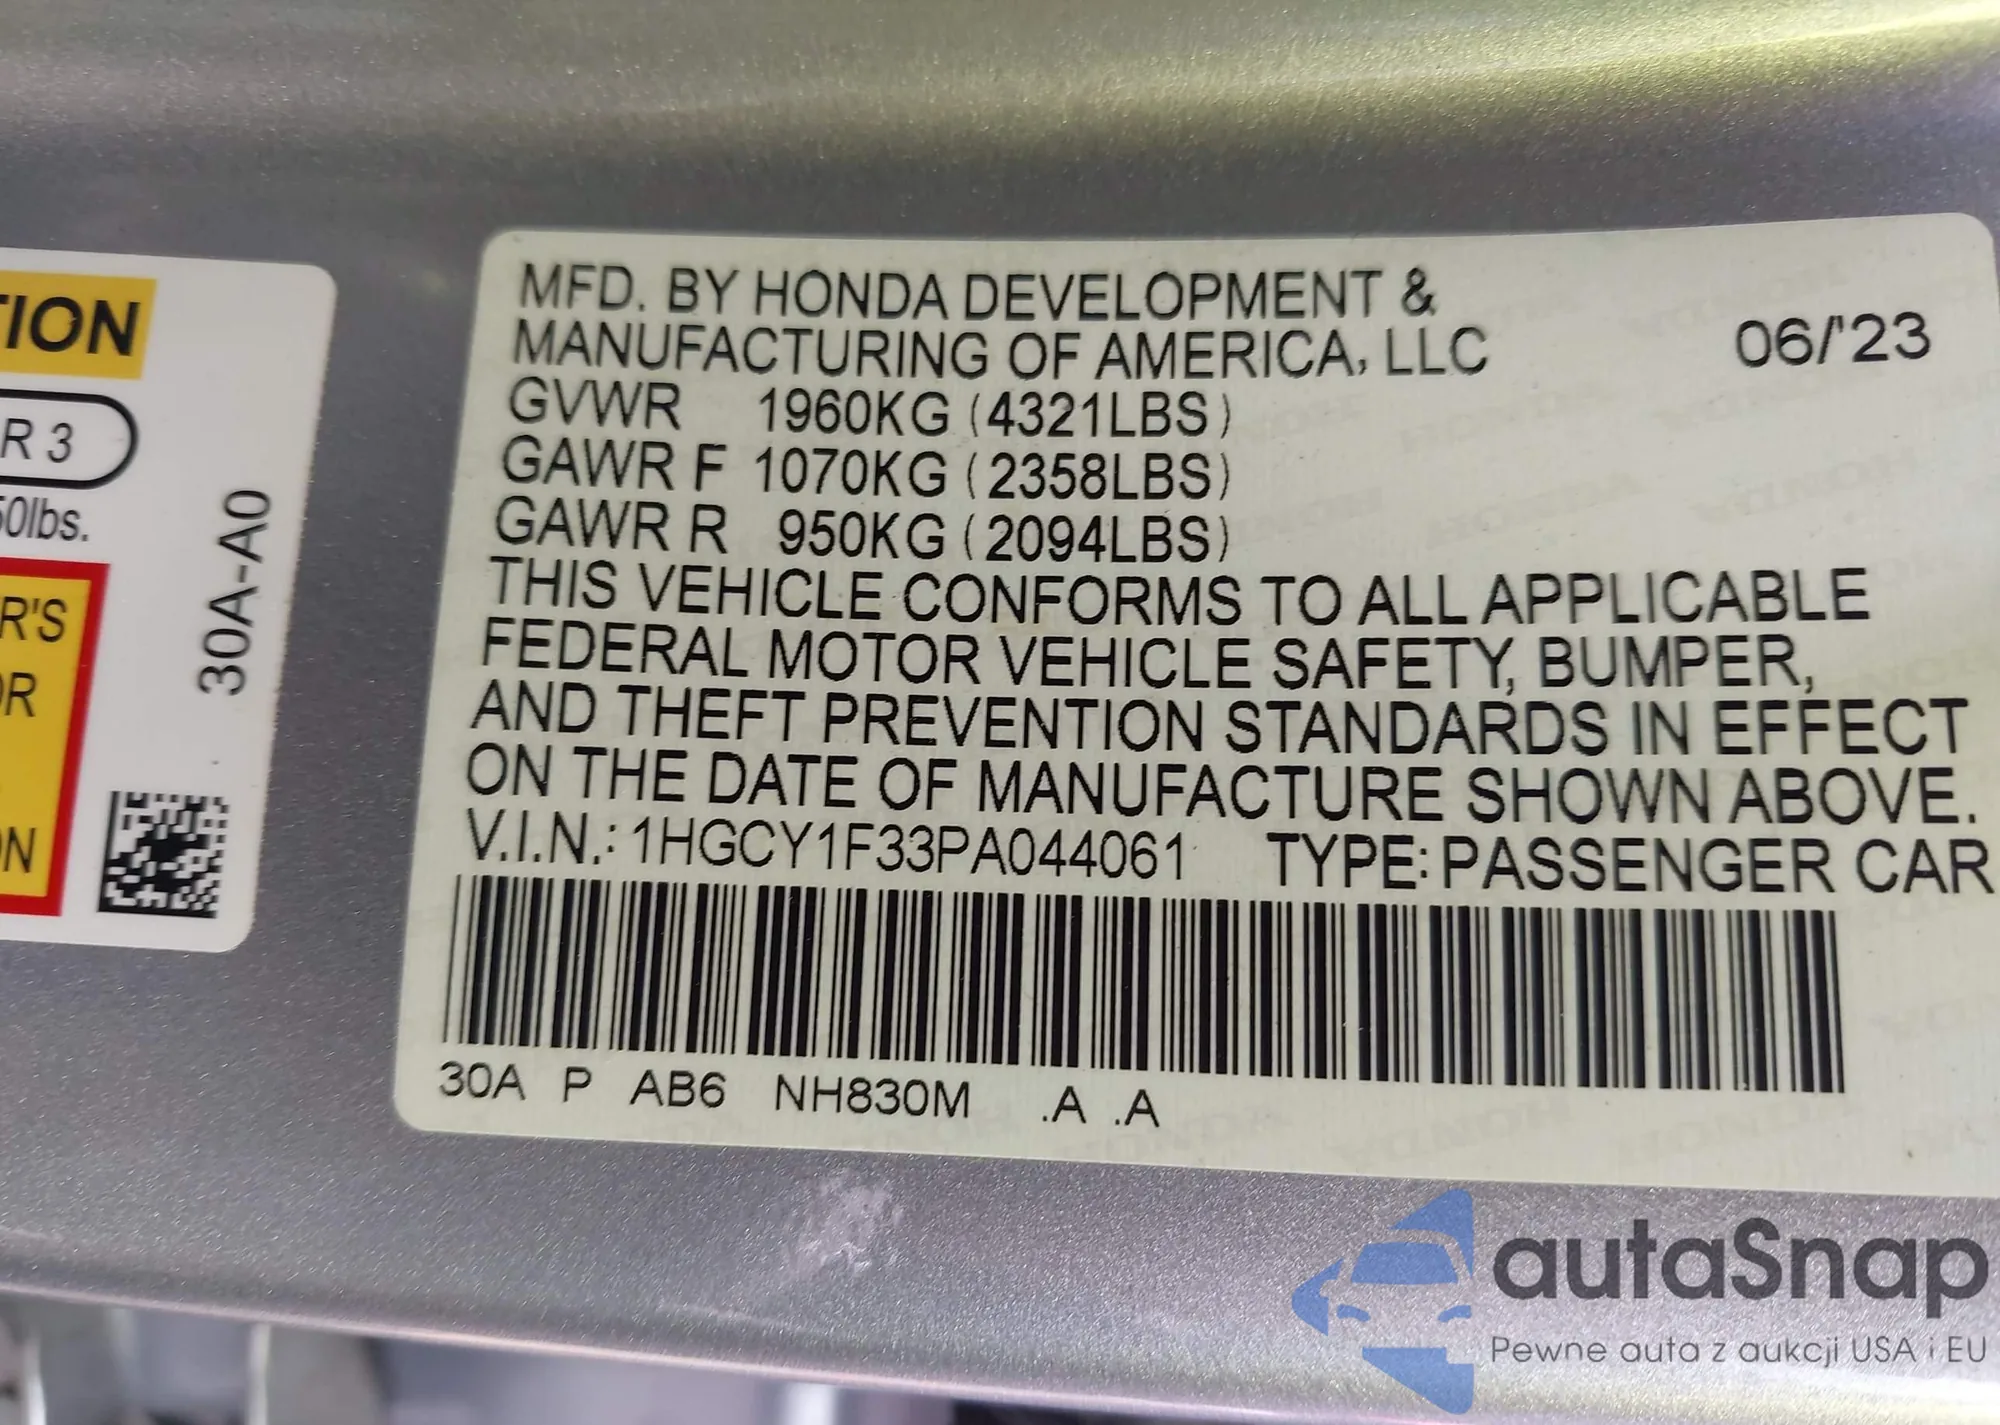 TION
R 3
50lbs.
R'S
OR
ON
30A-A0
MFD. BY HONDA DEVELOPMENT &
MANUFACTURING OF AMERICA, LLC 06/'23
GVWR 1960KG (4321LBS)
GAWR F 1070KG (2358LBS)
GAWR R 950KG (2094LBS)
THIS VEHICLE CONFORMS TO ALL APPLICABLE
FEDERAL MOTOR VEHICLE SAFETY, BUMPER,
AND THEFT PREVENTION STANDARDS IN EFFECT
ON THE DATE OF MANUFACTURE SHOWN ABOVE.
V.I.N.: 1HGCY1F33PA044061 TYPE: PASSENGER CAR
30A P AB6 NH830M .A .A
autaSnap
Pewne auta z aukcji USA i EU